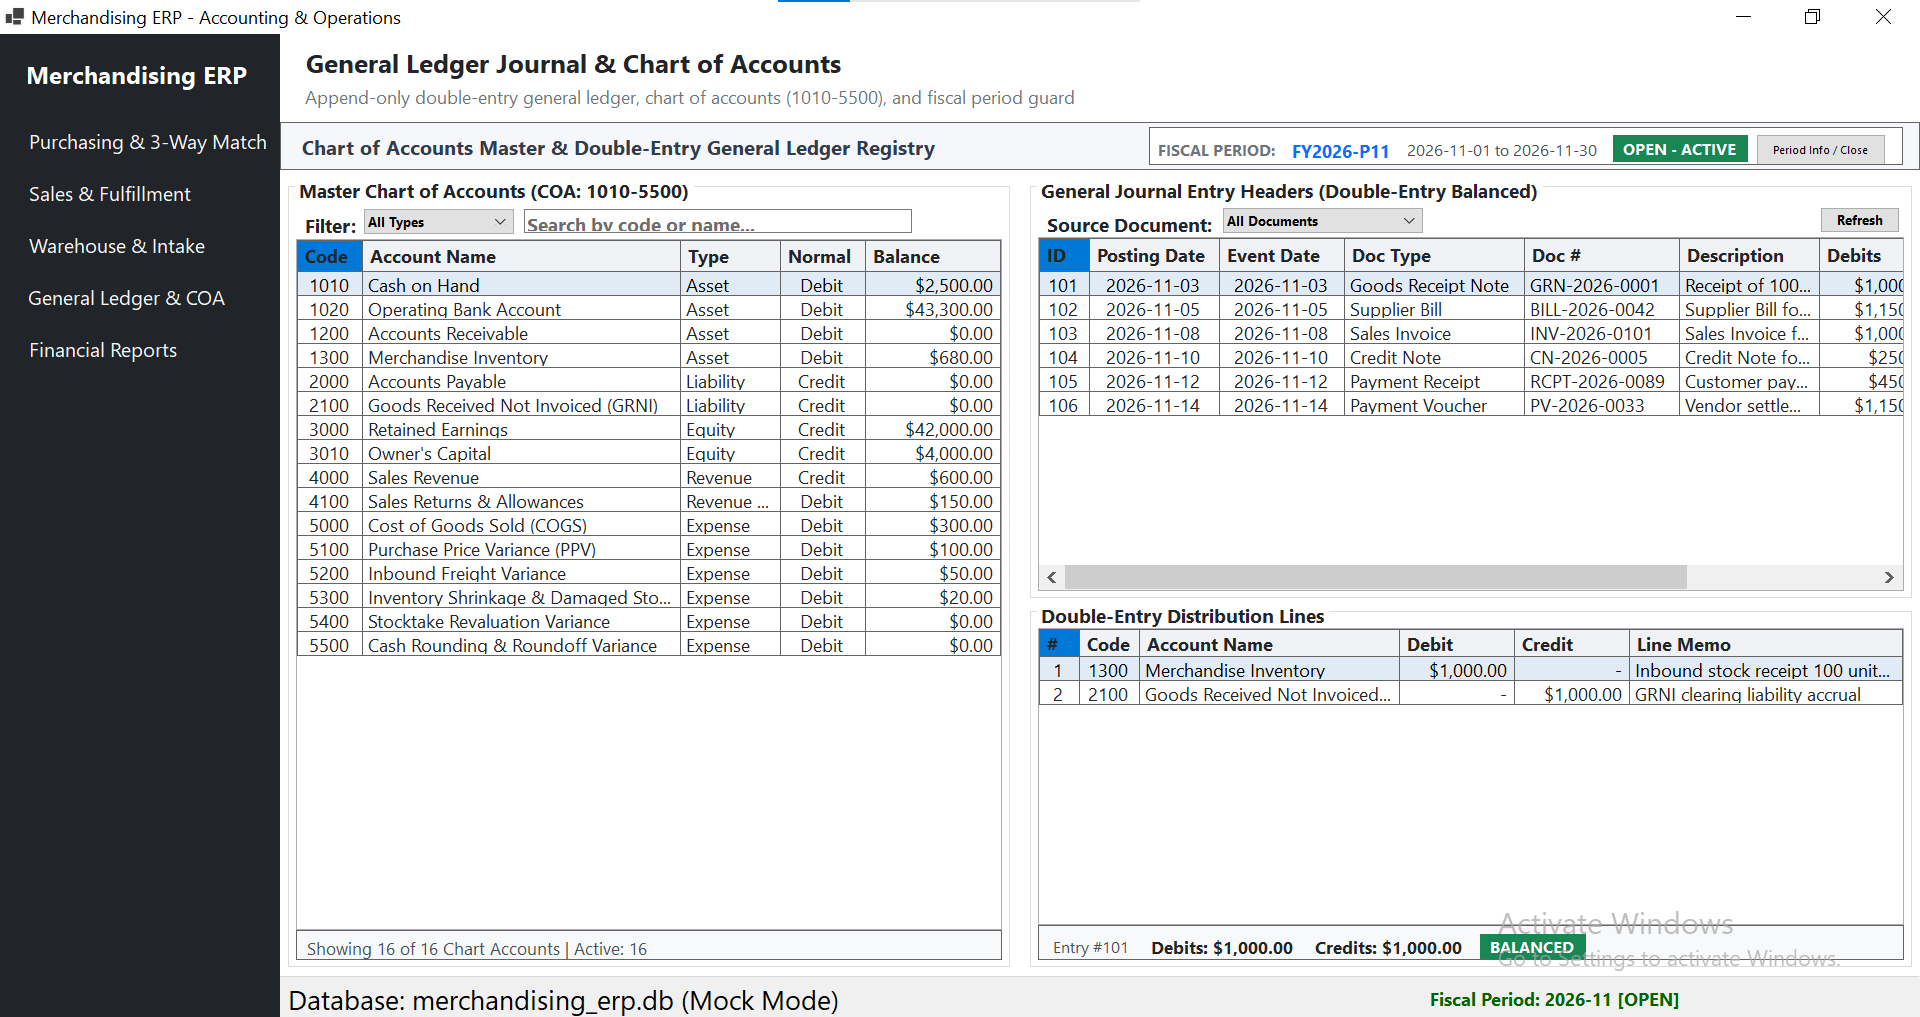 Merchandising ERP - Accounting & Operations
Merchandising ERP
Purchasing & 3-Way Match
Sales & Fulfillment
Warehouse & Intake
General Ledger & COA
Financial Reports
General Ledger Journal & Chart of Accounts
Append-only double-entry general ledger, chart of accounts (1010-5500), and fiscal period guard
Chart of Accounts Master & Double-Entry General Ledger Registry
FISCAL PERIOD: FY2026-P11 2026-11-01 to 2026-11-30 OPEN - ACTIVE Period Info / Close
Master Chart of Accounts (COA: 1010-5500)
Filter: All Types Search by code or name...
Code Account Name Type Normal Balance
1010 Cash on Hand Asset Debit $2,500.00
1020 Operating Bank Account Asset Debit $43,300.00
1200 Accounts Receivable Asset Debit $0.00
1300 Merchandise Inventory Asset Debit $680.00
2000 Accounts Payable Liability Credit $0.00
2100 Goods Received Not Invoiced (GRNI) Liability Credit $0.00
3000 Retained Earnings Equity Credit $42,000.00
3010 Owner's Capital Equity Credit $4,000.00
4000 Sales Revenue Revenue Credit $600.00
4100 Sales Returns & Allowances Revenue ... Debit $150.00
5000 Cost of Goods Sold (COGS) Expense Debit $300.00
5100 Purchase Price Variance (PPV) Expense Debit $100.00
5200 Inbound Freight Variance Expense Debit $50.00
5300 Inventory Shrinkage & Damaged Sto... Expense Debit $20.00
5400 Stocktake Revaluation Variance Expense Debit $0.00
5500 Cash Rounding & Roundoff Variance Expense Debit $0.00
Showing 16 of 16 Chart Accounts | Active: 16
General Journal Entry Headers (Double-Entry Balanced)
Source Document: All Documents Refresh
ID Posting Date Event Date Doc Type Doc # Description Debits
101 2026-11-03 2026-11-03 Goods Receipt Note GRN-2026-0001 Receipt of 100... $1,000
102 2026-11-05 2026-11-05 Supplier Bill BILL-2026-0042 Supplier Bill fo... $1,150
103 2026-11-08 2026-11-08 Sales Invoice INV-2026-0101 Sales Invoice f... $1,000
104 2026-11-10 2026-11-10 Credit Note CN-2026-0005 Credit Note fo... $250
105 2026-11-12 2026-11-12 Payment Receipt RCPT-2026-0089 Customer pay... $450
106 2026-11-14 2026-11-14 Payment Voucher PV-2026-0033 Vendor settle... $1,150
Double-Entry Distribution Lines
# Code Account Name Debit Credit Line Memo
1 1300 Merchandise Inventory $1,000.00 - Inbound stock receipt 100 unit...
2 2100 Goods Received Not Invoiced... - $1,000.00 GRNI clearing liability accrual
Entry #101 Debits: $1,000.00 Credits: $1,000.00 BALANCED
Activate Windows
Go to Settings to activate Windows.
Database: merchandising_erp.db (Mock Mode)
Fiscal Period: 2026-11 [OPEN]